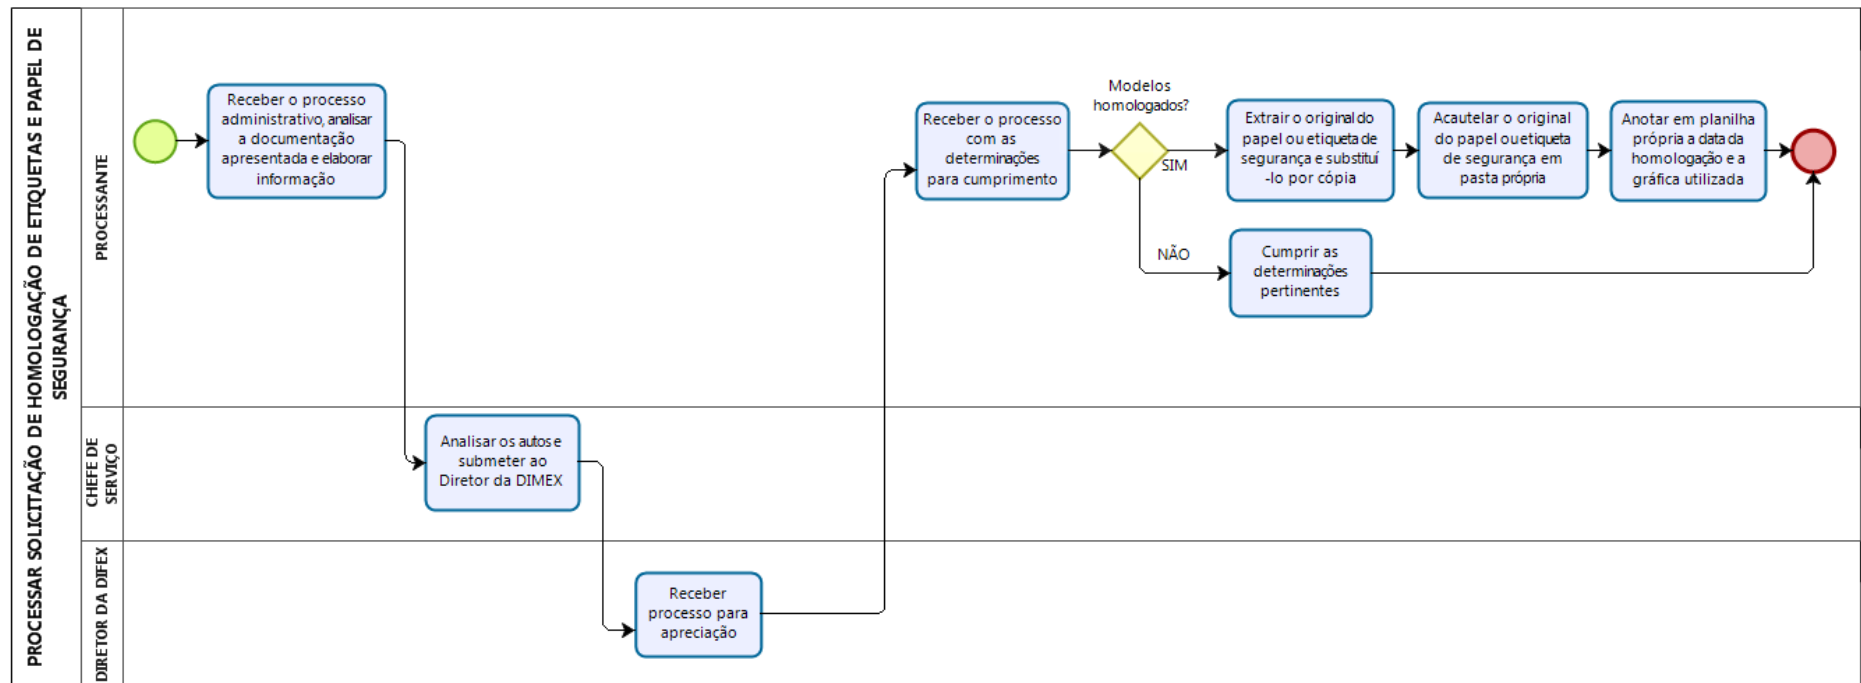 PROCESSAR SOLICITAÇÃO DE HOMOLOGAÇÃO DE ETIQUETAS E PAPEL DE
SEGURANÇA
PROCESSANTE
Receber o processo
administrativo, analisar
a documentação
apresentada e elaborar
informação
Receber o processo
com as
determinações
para cumprimento
Modelos
homologados?
SIM
NÃO
Extrair o original do
papel ou etiqueta de
segurança e substituí
-lo por cópia
Acautelar o original
do papel ou etiqueta
de segurança em
pasta própria
Anotar em planilha
própria a data da
homologação e a
gráfica utilizada
Cumprir as
determinações
pertinentes
CHEFE DE
SERVIÇO
Analisar os autos e
submeter ao
Diretor da DIMEX
DIRETOR DA DIFEX
Receber
processo para
apreciação